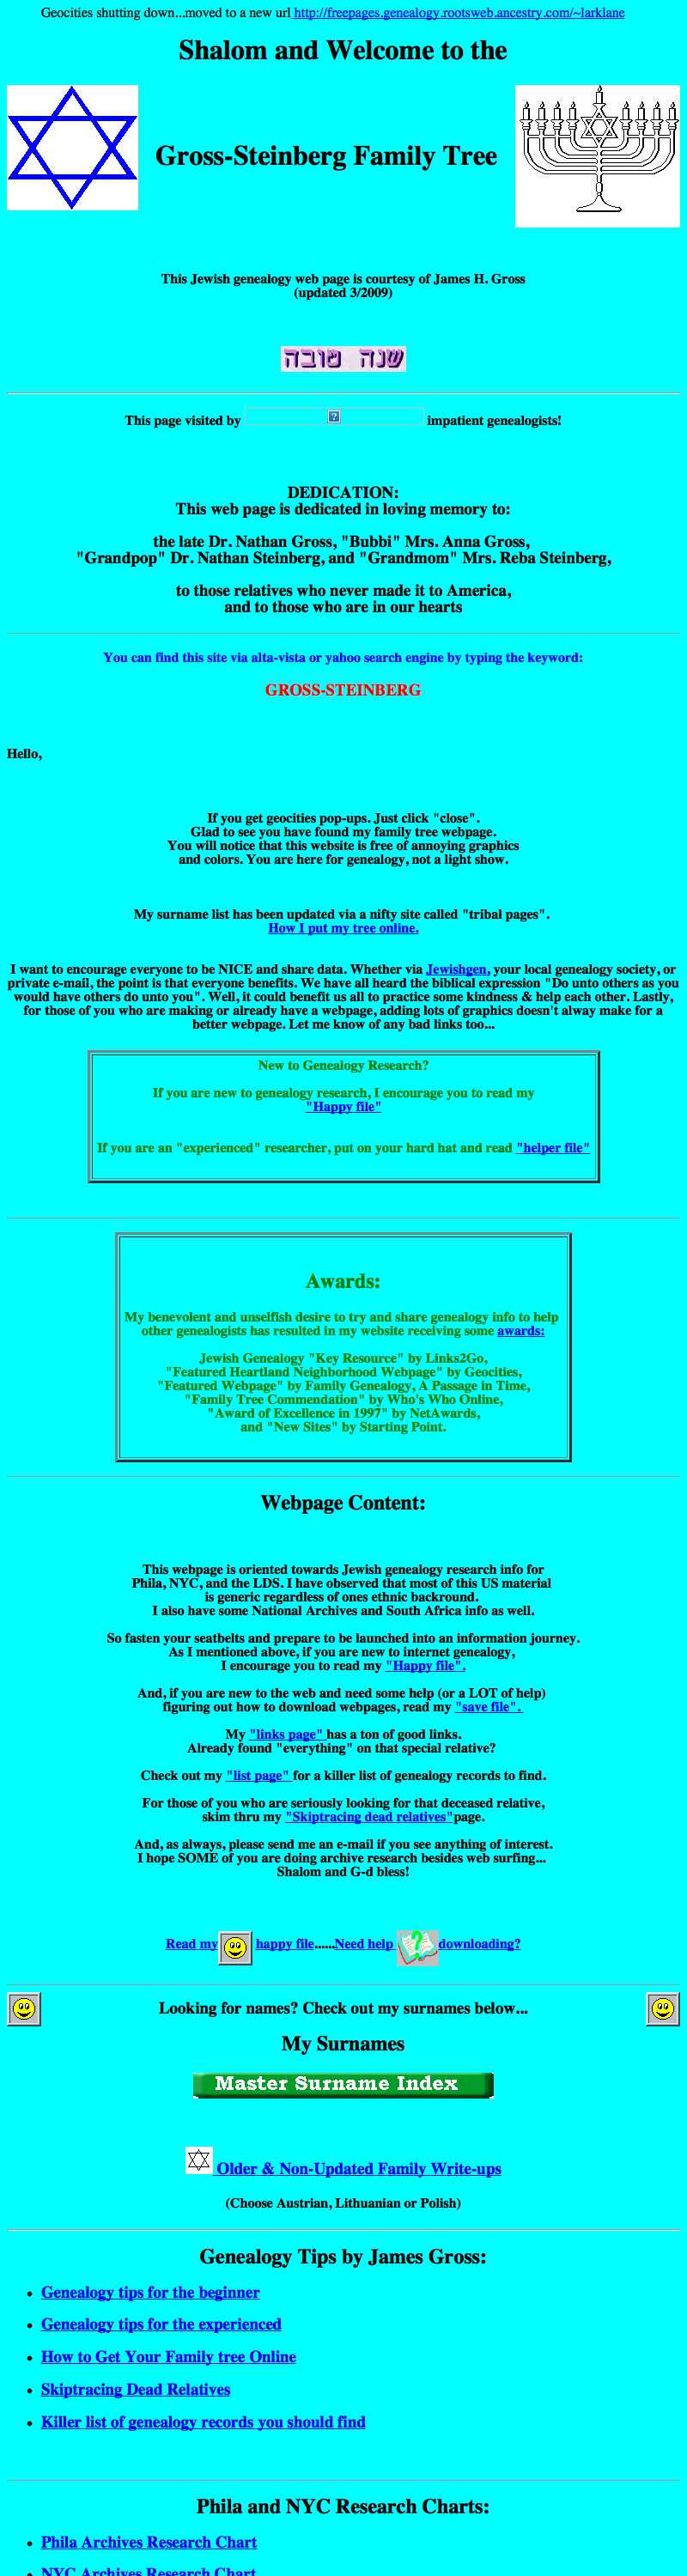 Geocities shutting down...moved to a new url http://freepages.genealogy.rootsweb.ancestry.com/~larklane
Shalom and Welcome to the
Gross-Steinberg Family Tree
This Jewish genealogy web page is courtesy of James H. Gross
(updated 3/2009)
שנה טובה
This page visited by ? impatient genealogists!
DEDICATION:
This web page is dedicated in loving memory to:
the late Dr. Nathan Gross, "Bubbi" Mrs. Anna Gross,
"Grandpop" Dr. Nathan Steinberg, and "Grandmom" Mrs. Reba Steinberg,
to those relatives who never made it to America,
and to those who are in our hearts
You can find this site via alta-vista or yahoo search engine by typing the keyword:
GROSS-STEINBERG
Hello,
If you get geocities pop-ups. Just click "close".
Glad to see you have found my family tree webpage.
You will notice that this website is free of annoying graphics
and colors. You are here for genealogy, not a light show.
My surname list has been updated via a nifty site called "tribal pages".
How I put my tree online.
I want to encourage everyone to be NICE and share data. Whether via Jewishgen, your local genealogy society, or
private e-mail, the point is that everyone benefits. We have all heard the biblical expression "Do unto others as you
would have others do unto you". Well, it could benefit us all to practice some kindness & help each other. Lastly,
for those of you who are making or already have a webpage, adding lots of graphics doesn't alway make for a
better webpage. Let me know of any bad links too...
New to Genealogy Research?
If you are new to genealogy research, I encourage you to read my
"Happy file"
If you are an "experienced" researcher, put on your hard hat and read "helper file"
Awards:
My benevolent and unselfish desire to try and share genealogy info to help
other genealogists has resulted in my website receiving some awards:
Jewish Genealogy "Key Resource" by Links2Go,
"Featured Heartland Neighborhood Webpage" by Geocities,
"Featured Webpage" by Family Genealogy, A Passage in Time,
"Family Tree Commendation" by Who's Who Online,
"Award of Excellence in 1997" by NetAwards,
and "New Sites" by Starting Point.
Webpage Content:
This webpage is oriented towards Jewish genealogy research info for
Phila, NYC, and the LDS. I have observed that most of this US material
is generic regardless of ones ethnic backround.
I also have some National Archives and South Africa info as well.
So fasten your seatbelts and prepare to be launched into an information journey.
As I mentioned above, if you are new to internet genealogy,
I encourage you to read my "Happy file".
And, if you are new to the web and need some help (or a LOT of help)
figuring out how to download webpages, read my "save file".
My "links page" has a ton of good links.
Already found "everything" on that special relative?
Check out my "list page" for a killer list of genealogy records to find.
For those of you who are seriously looking for that deceased relative,
skim thru my "Skiptracing dead relatives"page.
And, as always, please send me an e-mail if you see anything of interest.
I hope SOME of you are doing archive research besides web surfing...
Shalom and G-d bless!
Read my happy file......Need help ? downloading?
Looking for names? Check out my surnames below...
My Surnames
Master Surname Index
Older & Non-Updated Family Write-ups
(Choose Austrian, Lithuanian or Polish)
Genealogy Tips by James Gross:
• Genealogy tips for the beginner
• Genealogy tips for the experienced
• How to Get Your Family tree Online
• Skiptracing Dead Relatives
• Killer list of genealogy records you should find
Phila and NYC Research Charts:
• Phila Archives Research Chart
• NYC Archives Research Chart